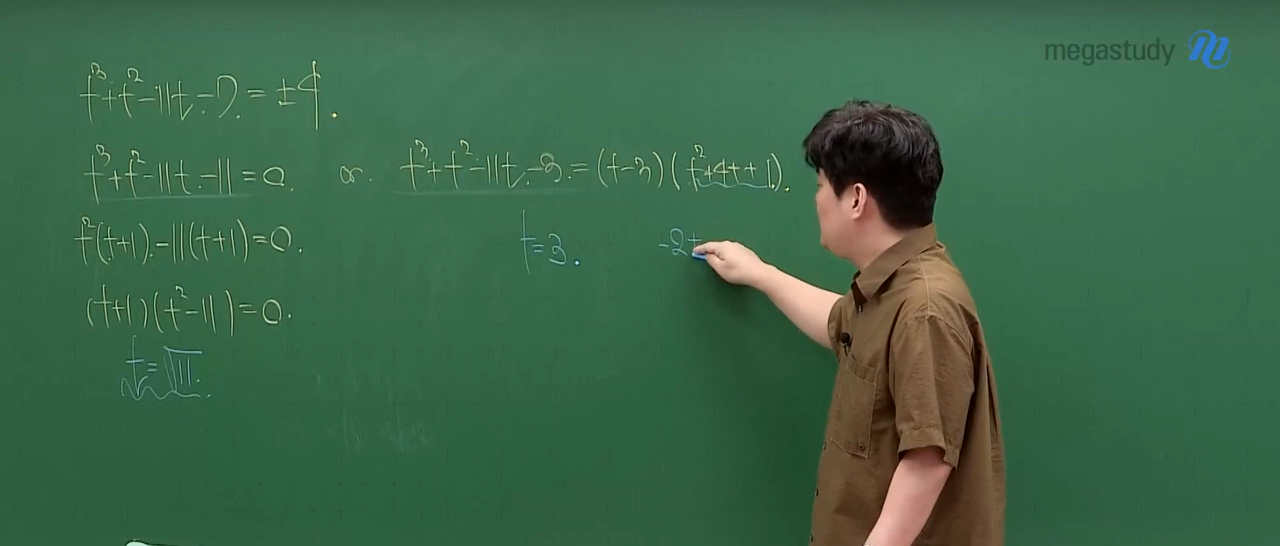 megastudy
t³+t²-11t-7=±4.
t³+t²-11t-11=0. or. t³+t²-11t-3=(t-3)(t²+4t+1).
t²(t+1)-11(t+1)=0.
t=3. -2±
(t+1)(t²-11)=0.
t=√11.